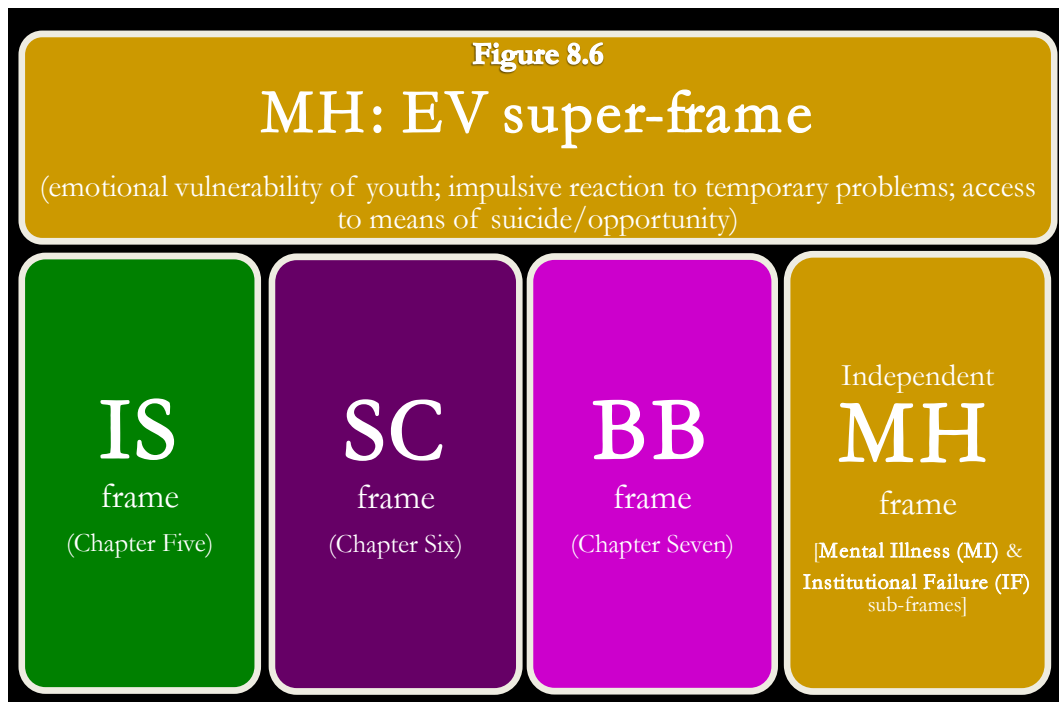 Figure 8.6
MH: EV super-frame
(emotional vulnerability of youth; impulsive reaction to temporary problems; access
to means of suicide/opportunity)
IS
frame
(Chapter Five)
SC
frame
(Chapter Six)
BB
frame
(Chapter Seven)
Independent
MH
frame
[Mental Illness (MI) &
Institutional Failure (IF)
sub-frames]